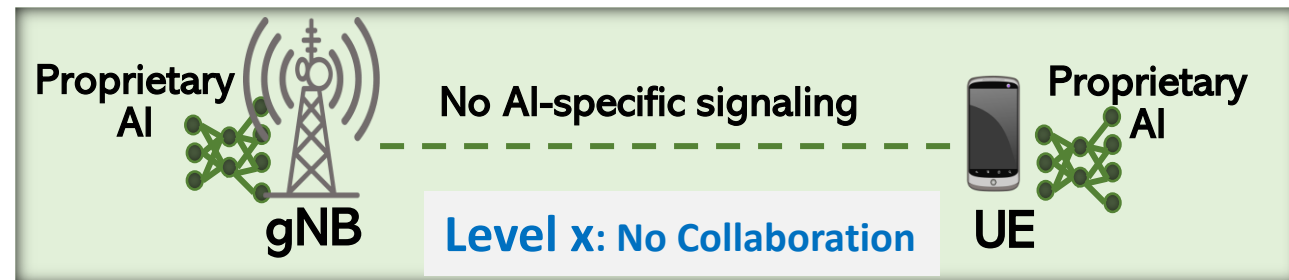 Proprietary
AI
gNB
No AI-specific signaling
Level x: No Collaboration
Proprietary
AI
UE